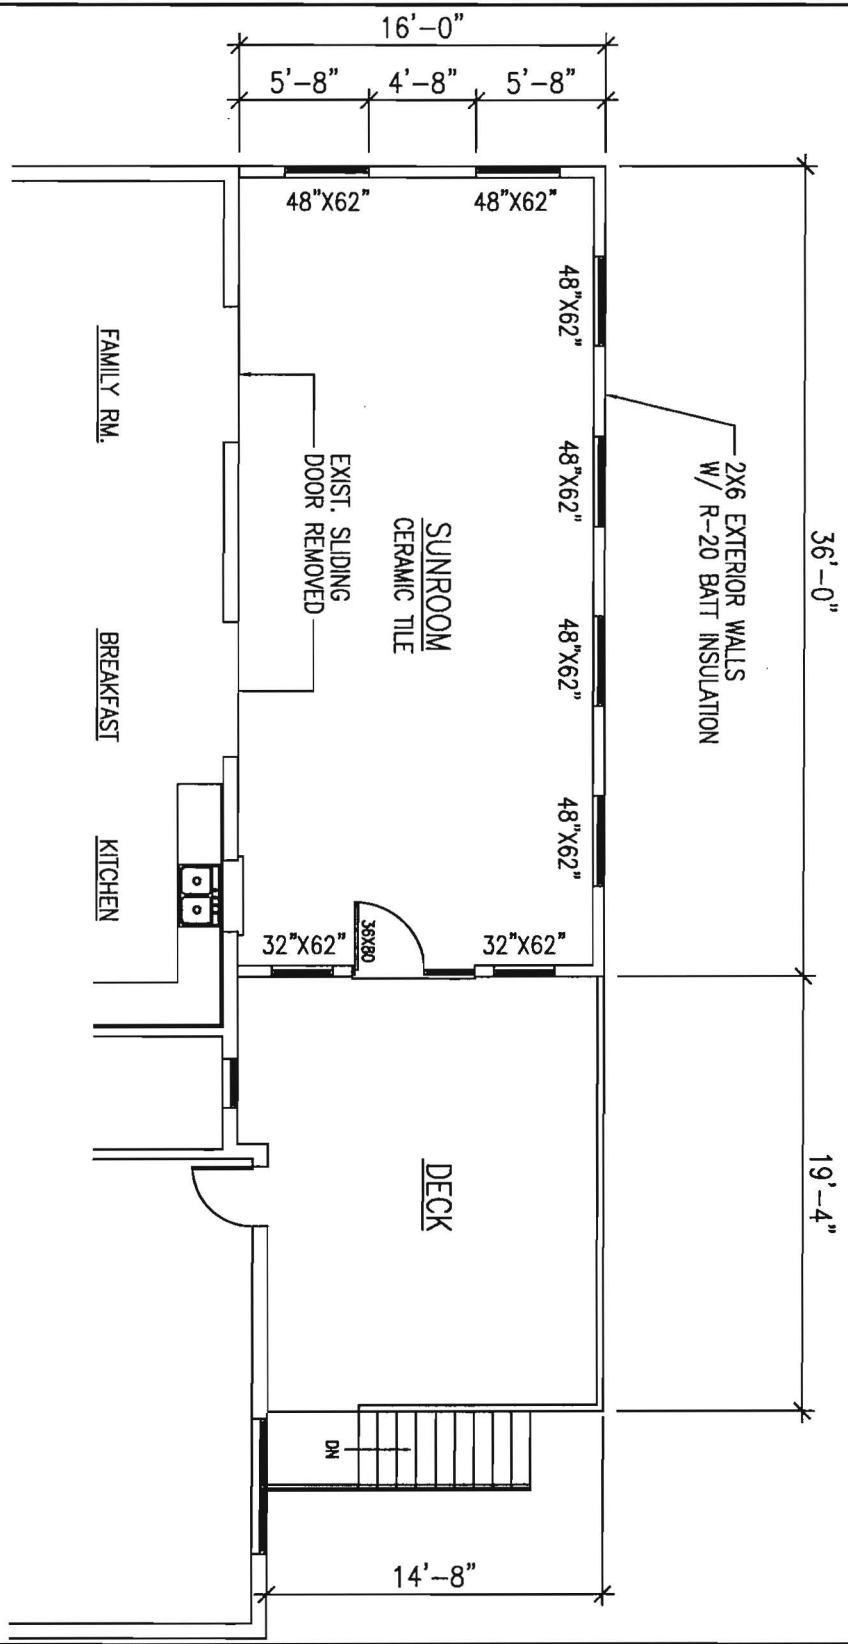 16'-0"
5'-8"
4'-8"
5'-8"
48"X62"
48"X62"
48"X62"
48"X62"
48"X62"
48"X62"
2X6 EXTERIOR WALLS
W/ R-20 BATT INSULATION
36'-0"
FAMILY RM.
EXIST. SLIDING
DOOR REMOVED
SUNROOM
CERAMIC TILE
BREAKFAST
KITCHEN
32"X62"
36X80
32"X62"
DECK
19'-4"
DN
14'-8"